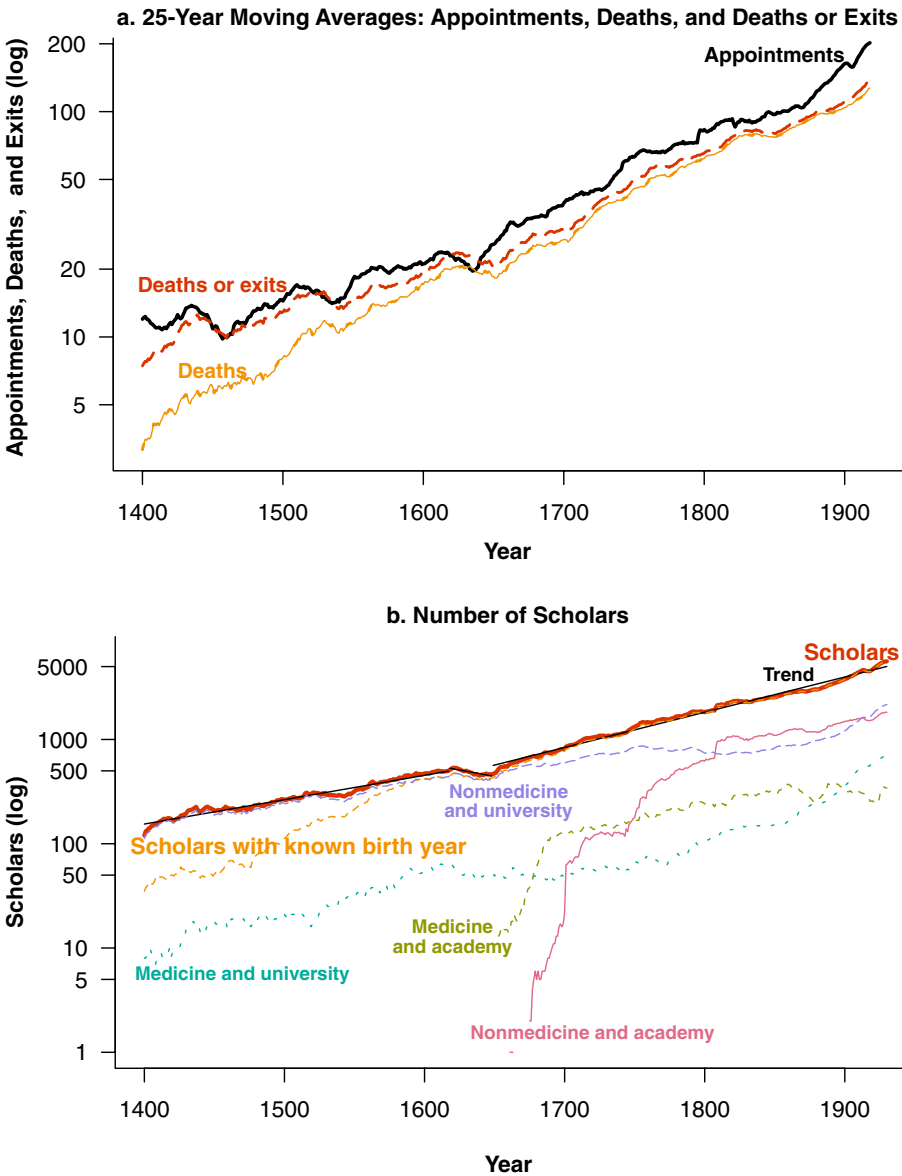 a. 25-Year Moving Averages: Appointments, Deaths, and Deaths or Exits
Appointments, Deaths, and Exits (log)
200
100
50
20
10
5
Appointments
Deaths or exits
Deaths
1400
1500
1600
1700
1800
1900
Year
b. Number of Scholars
Scholars (log)
5000
1000
500
100
50
10
5
1
Scholars
Trend
Nonmedicine
and university
Scholars with known birth year
Medicine
and academy
Medicine and university
Nonmedicine and academy
1400
1500
1600
1700
1800
1900
Year